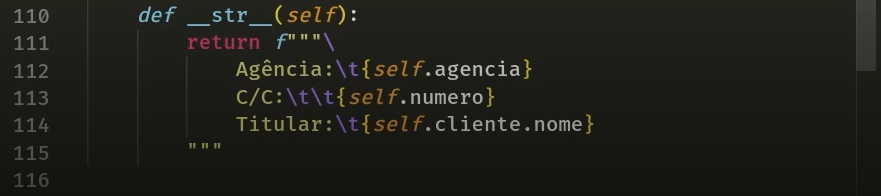 110 def __str__(self):
111 return f"""\
112 Agência:\t{self.agencia}
113 C/C:\t\t{self.numero}
114 Titular:\t{self.cliente.nome}
115 """
116